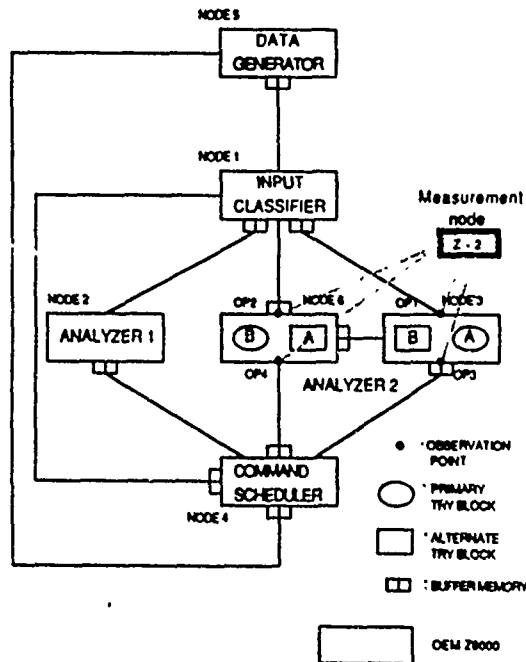 NODE 5
DATA
GENERATOR
NODE 1
INPUT
CLASSIFIER
Measurement
node
Z - 2
NODE 2
OP2
NODE 6
OP1
NODE 3
ANALYZER 1
B
A
B
A
OP4
ANALYZER 2
OP3
COMMAND
SCHEDULER
NODE 4
: OBSERVATION
POINT
: PRIMARY
TRY BLOCK
: ALTERNATE
TRY BLOCK
: BUFFER MEMORY
OEM Z8000